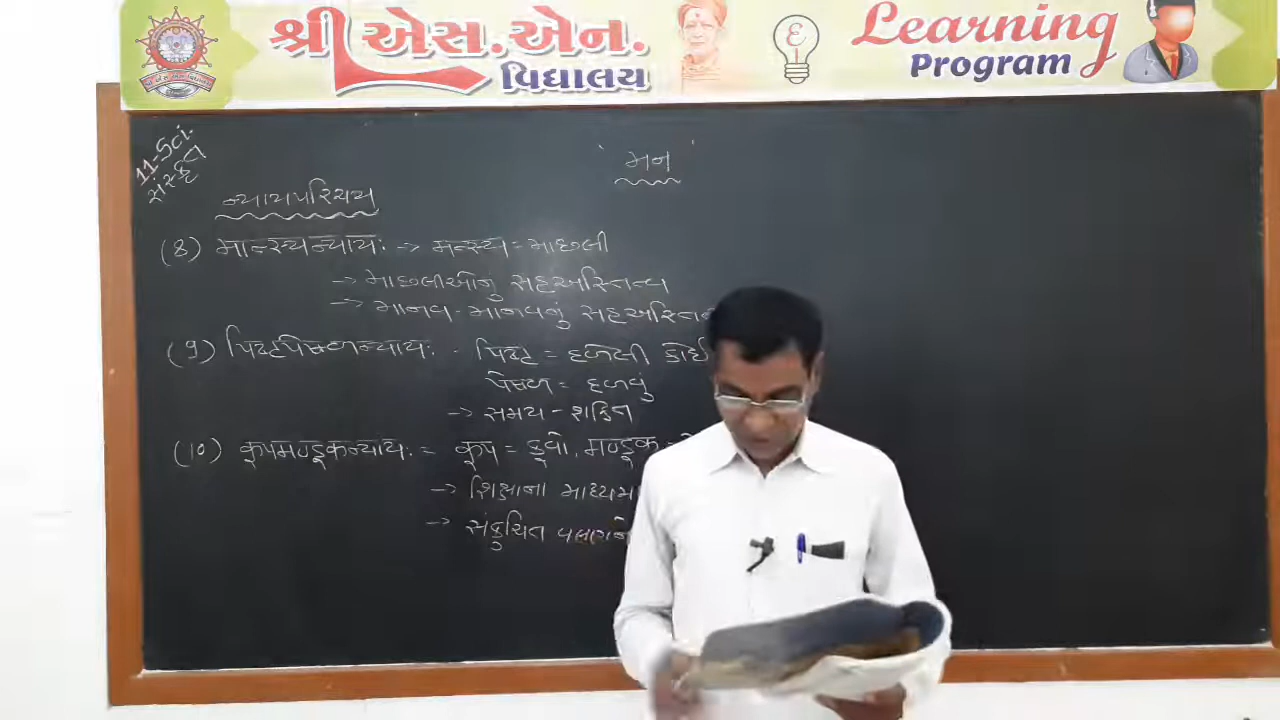 શ્રી એસ.એન.
વિદ્યાલય
Learning
Program
11-Sci.
સંસ્કૃત
'મન'
ન્યાયપરિચય
(8) માત્સ્યન્યાયઃ -> મત્સ્ય = માછલી
-> માછલીઓનું સહઅસ્તિત્વ
-> માનવ-માનવનું સહઅસ્તિત્વ
(9) પિષ્ટપેષણન્યાયઃ - પિષ્ટ = દળેલી કોઈ
પેષણ = દળવું
-> સમય - શક્તિ
(10) કૂપમણ્ડૂકન્યાયઃ = કૂપ = કૂવો, મણ્ડૂક =
-> શિક્ષાના માધ્યમ
-> સંકુચિત વલણને